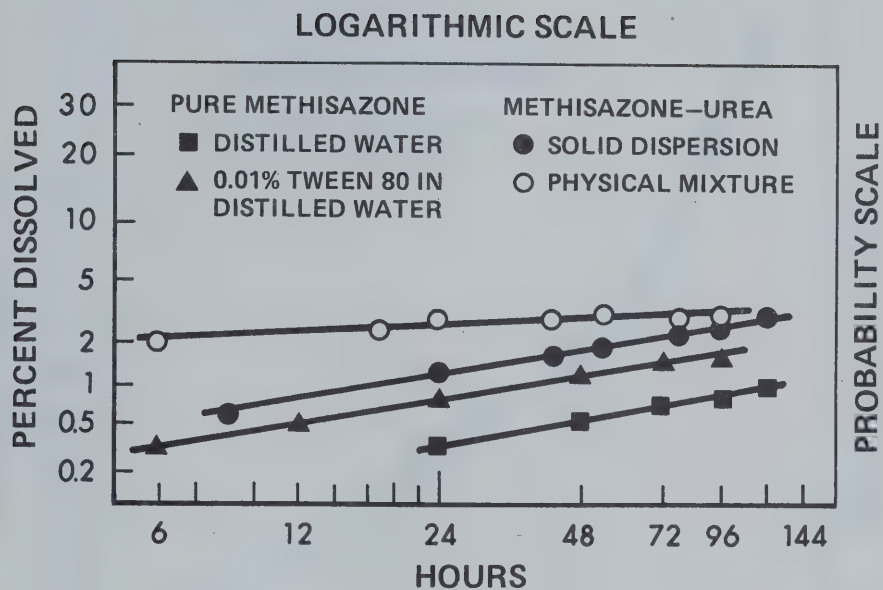 LOGARITHMIC SCALE
PERCENT DISSOLVED
30
20
10
5
2
1
0.5
0.2
PURE METHISAZONE
DISTILLED WATER
0.01% TWEEN 80 IN
DISTILLED WATER
METHISAZONE–UREA
SOLID DISPERSION
PHYSICAL MIXTURE
PROBABILITY SCALE
6 12 24 48 72 96 144
HOURS